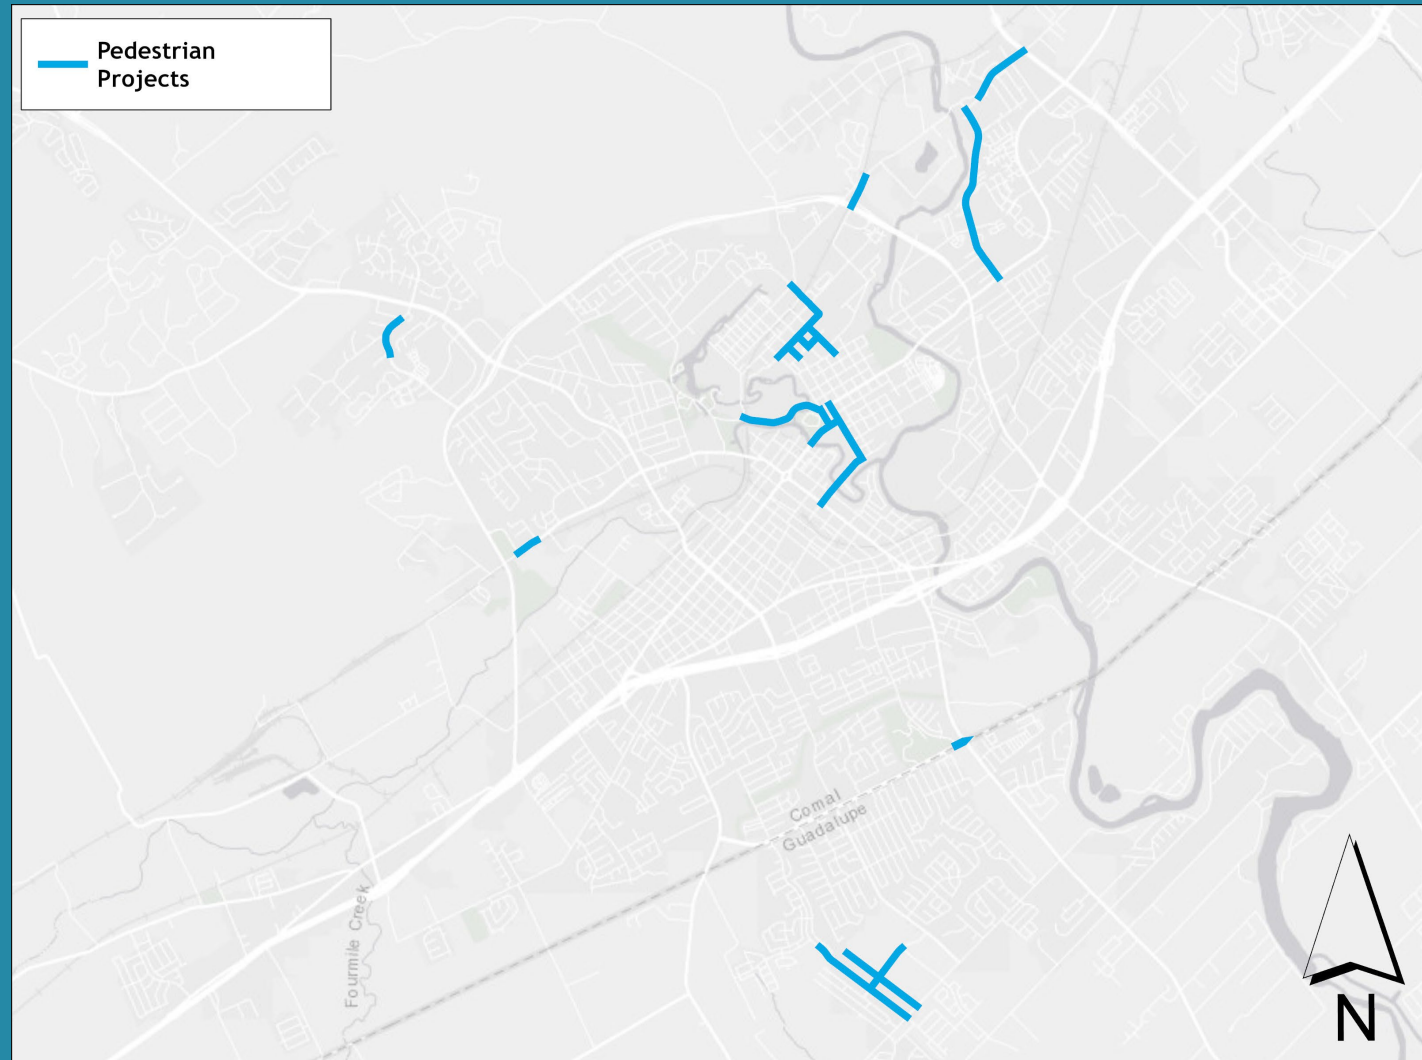 Pedestrian
Projects
Comal
Guadalupe
Fourmile Creek
N